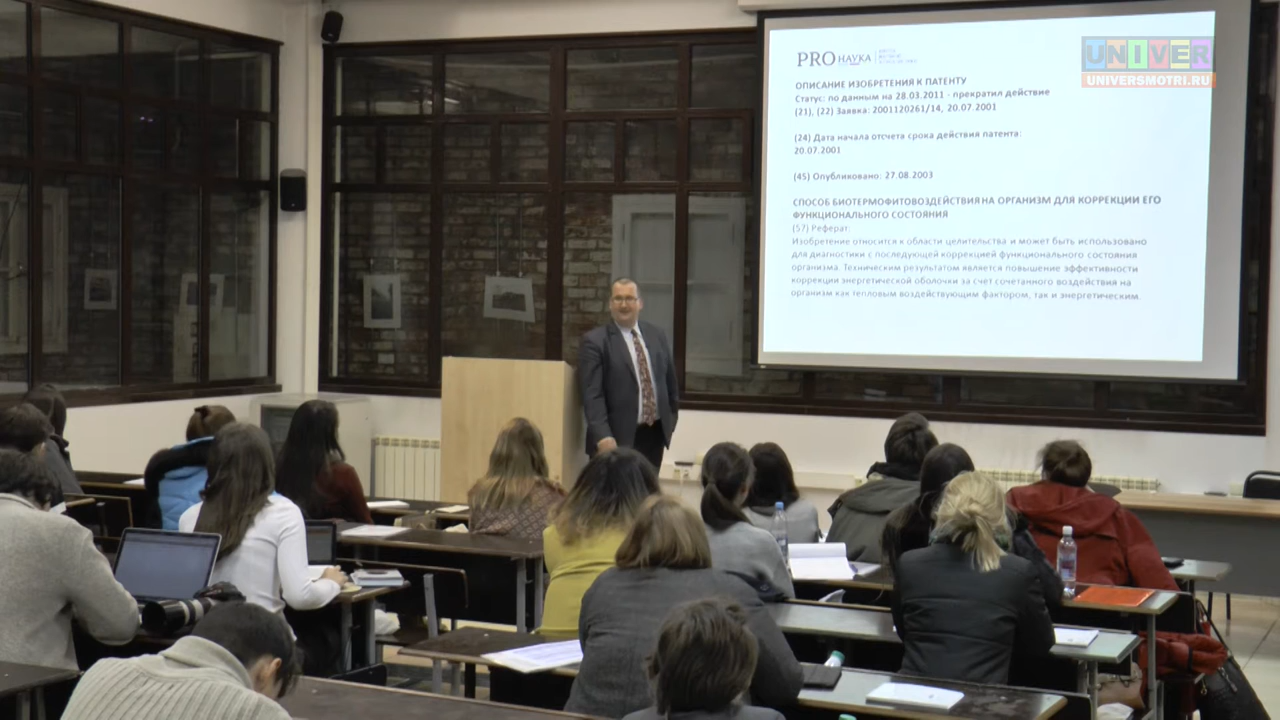 UNIVER
UNIVERSMOTRI.RU
PRO НАУКА
ОПИСАНИЕ ИЗОБРЕТЕНИЯ К ПАТЕНТУ
Статус: по данным на 28.03.2011 - прекратил действие
(21), (22) Заявка: 2001120261/14, 20.07.2001
(24) Дата начала отсчета срока действия патента:
20.07.2001
(45) Опубликовано: 27.08.2003
СПОСОБ БИОТЕРМОФИТОВОЗДЕЙСТВИЯ НА ОРГАНИЗМ ДЛЯ КОРРЕКЦИИ ЕГО
ФУНКЦИОНАЛЬНОГО СОСТОЯНИЯ
(57) Реферат:
Изобретение относится к области целительства и может быть использовано
для диагностики с последующей коррекцией функционального состояния
организма. Техническим результатом является повышение эффективности
коррекции энергетической оболочки за счет сочетанного воздействия на
организм как тепловым воздействующим фактором, так и энергетическим.